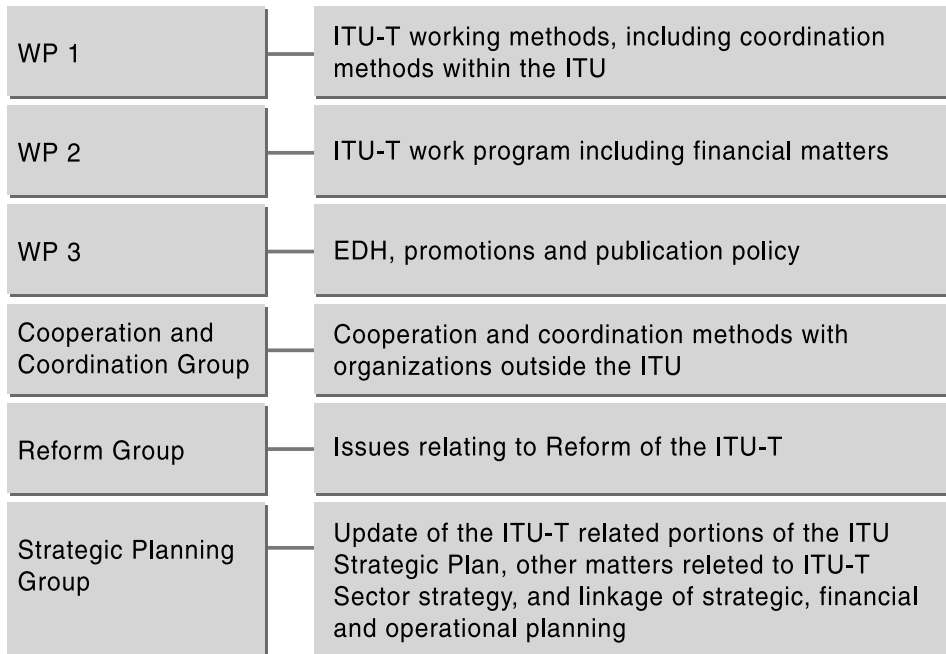 WP 1
ITU-T working methods, including coordination
methods within the ITU
WP 2
ITU-T work program including financial matters
WP 3
EDH, promotions and publication policy
Cooperation and
Coordination Group
Cooperation and coordination methods with
organizations outside the ITU
Reform Group
Issues relating to Reform of the ITU-T
Strategic Planning
Group
Update of the ITU-T related portions of the ITU
Strategic Plan, other matters releted to ITU-T
Sector strategy, and linkage of strategic, financial
and operational planning